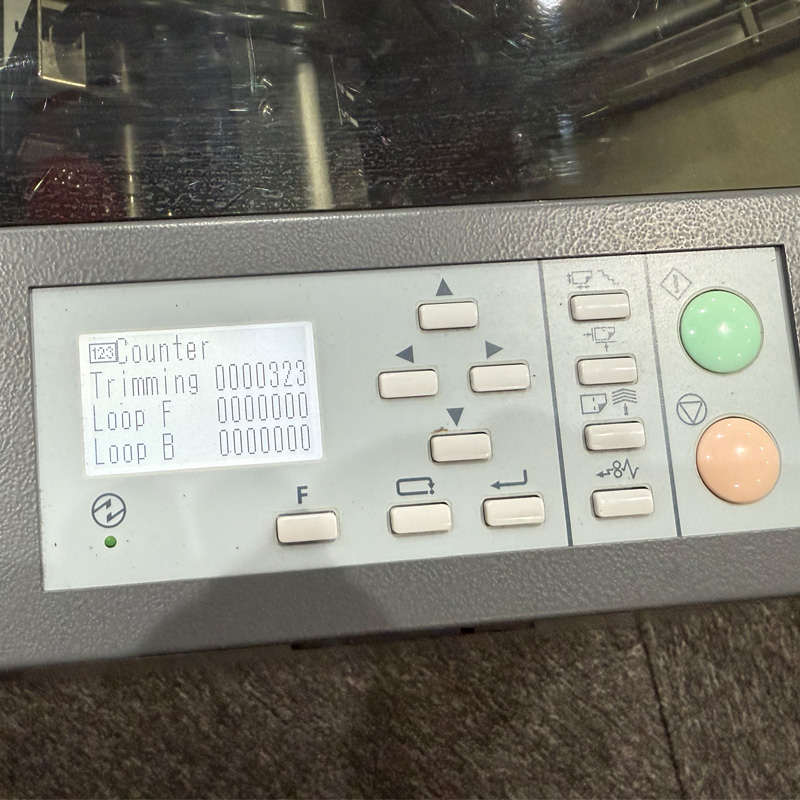 123 Counter
Trimming 0000323
Loop F 0000000
Loop B 0000000
F